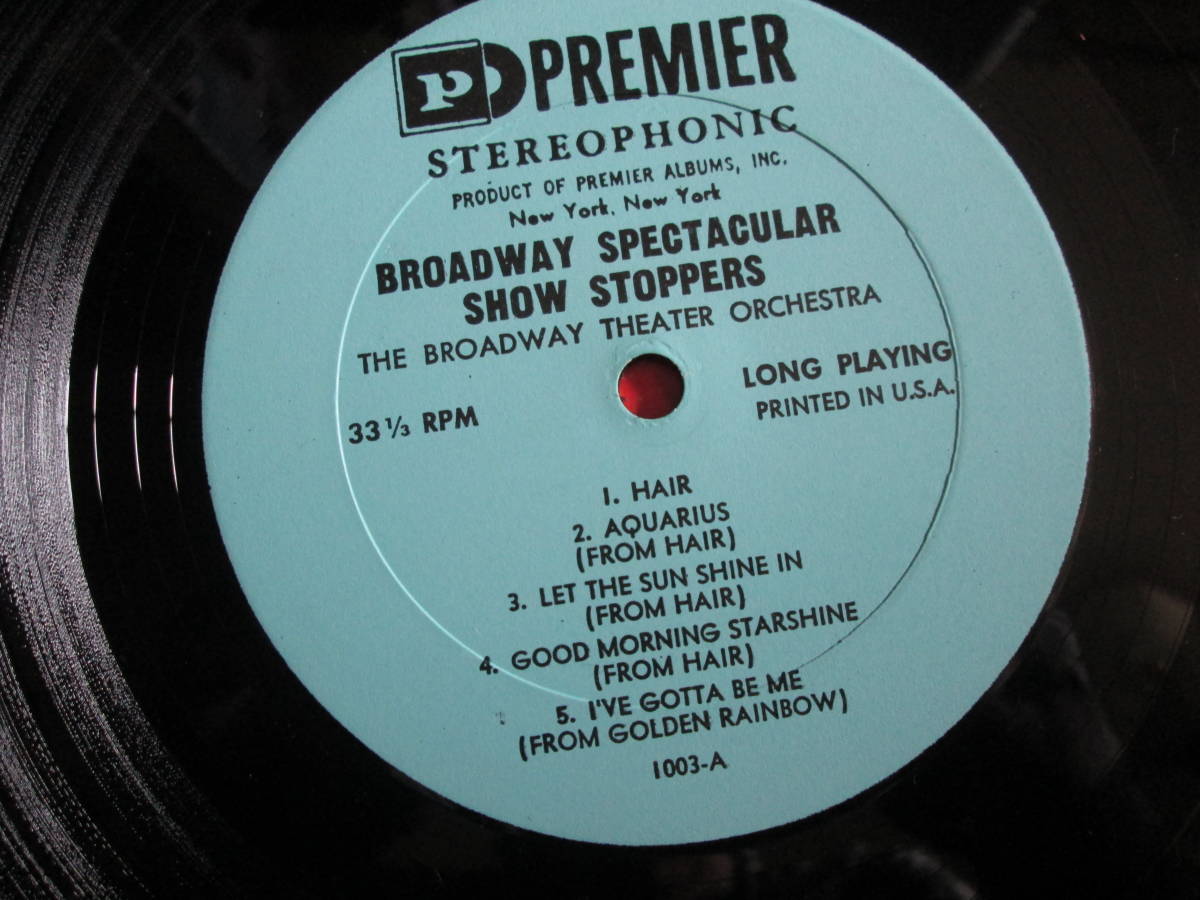 P PREMIER
STEREOPHONIC
PRODUCT OF PREMIER ALBUMS, INC.
New York, New York
BROADWAY SPECTACULAR
SHOW STOPPERS
THE BROADWAY THEATER ORCHESTRA
33 1/3 RPM
LONG PLAYING
PRINTED IN U.S.A.
1. HAIR
2. AQUARIUS
(FROM HAIR)
3. LET THE SUN SHINE IN
(FROM HAIR)
4. GOOD MORNING STARSHINE
(FROM HAIR)
5. I'VE GOTTA BE ME
(FROM GOLDEN RAINBOW)
1003-A